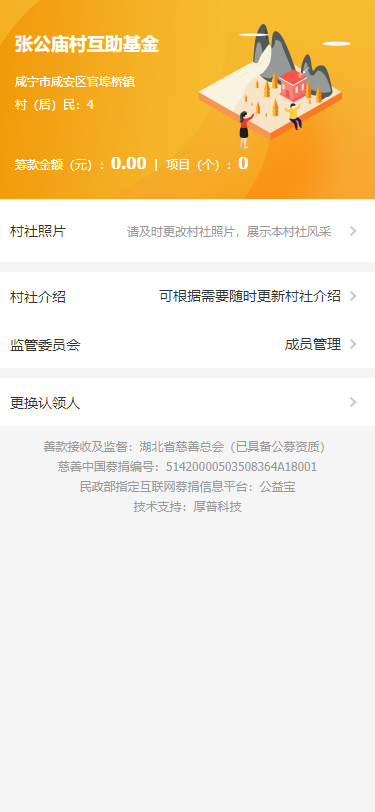 张公庙村互助基金
咸宁市咸安区官埠桥镇
村（居）民：4
筹款金额（元）：0.00 | 项目（个）：0
村社照片 请及时更改村社照片，展示本村社风采
村社介绍 可根据需要随时更新村社介绍
监管委员会 成员管理
更换认领人
善款接收及监督：湖北省慈善总会（已具备公募资质）
慈善中国募捐编号：51420000503508364A18001
民政部指定互联网募捐信息平台：公益宝
技术支持：厚普科技